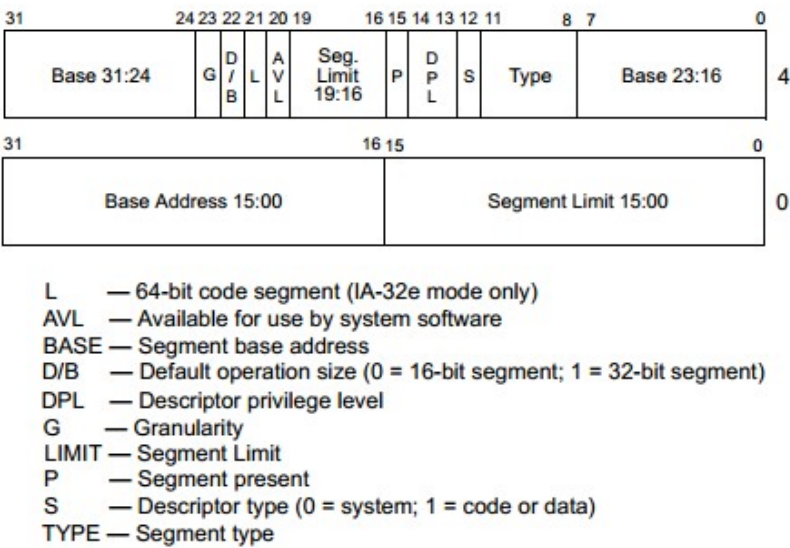 31 24 23 22 21 20 19 16 15 14 13 12 11 8 7 0
Base 31:24 G D/B L AVL Seg. Limit 19:16 P DPL S Type Base 23:16 4
31 16 15 0
Base Address 15:00 Segment Limit 15:00 0
L — 64-bit code segment (IA-32e mode only)
AVL — Available for use by system software
BASE — Segment base address
D/B — Default operation size (0 = 16-bit segment; 1 = 32-bit segment)
DPL — Descriptor privilege level
G — Granularity
LIMIT — Segment Limit
P — Segment present
S — Descriptor type (0 = system; 1 = code or data)
TYPE — Segment type